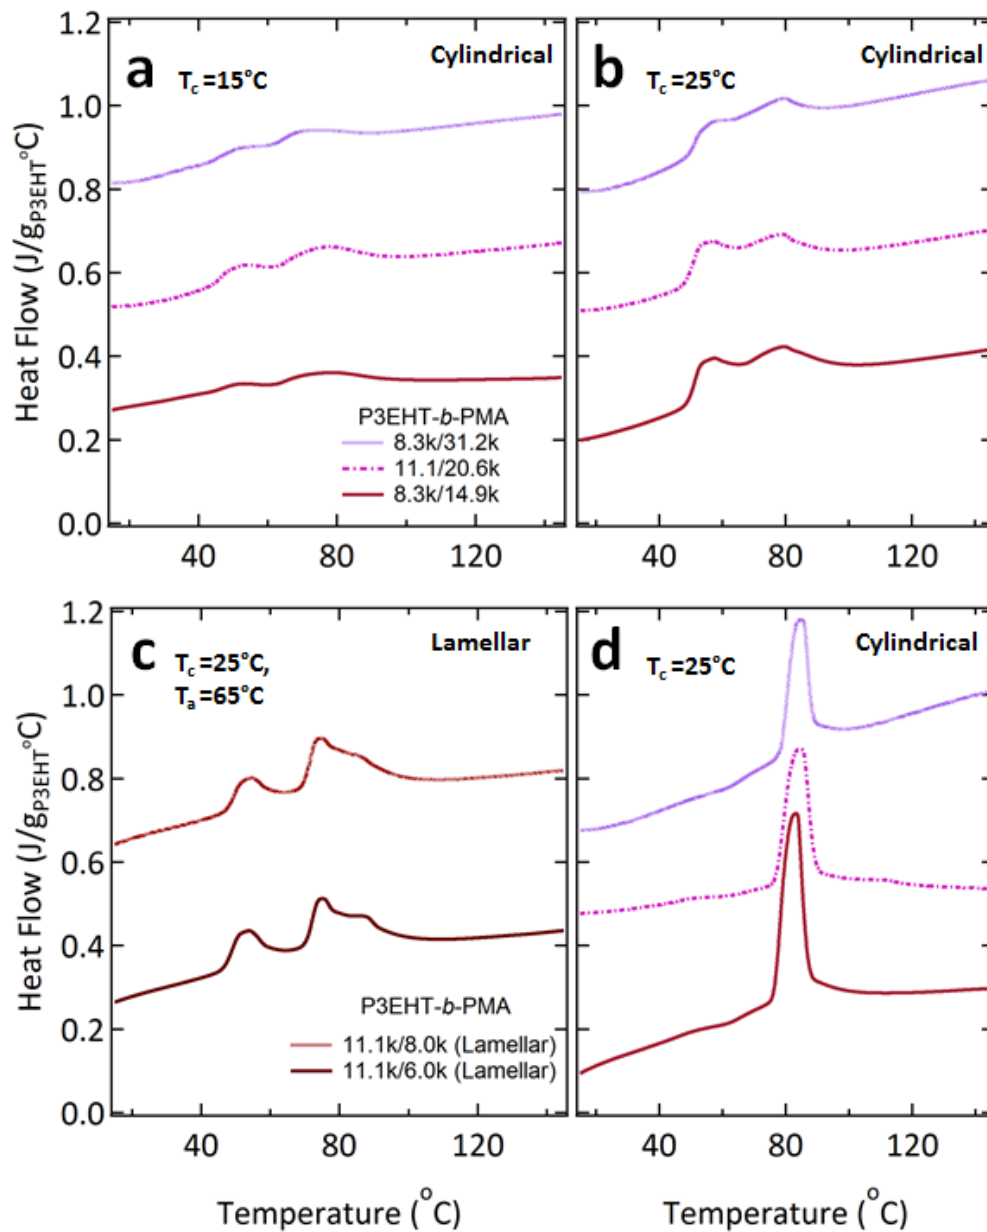 1.2
1.0
0.8
0.6
0.4
0.2
0.0
Heat Flow (J/gP3EHT°C)
a
Tc =15°C
Cylindrical
P3EHT-b-PMA
8.3k/31.2k
11.1/20.6k
8.3k/14.9k
40 80 120
b
Tc =25°C
Cylindrical
40 80 120
1.2
1.0
0.8
0.6
0.4
0.2
0.0
Heat Flow (J/gP3EHT°C)
c
Tc =25°C,
Ta =65°C
Lamellar
P3EHT-b-PMA
11.1k/8.0k (Lamellar)
11.1k/6.0k (Lamellar)
40 80 120
Temperature (°C)
d
Tc =25°C
Cylindrical
40 80 120
Temperature (°C)